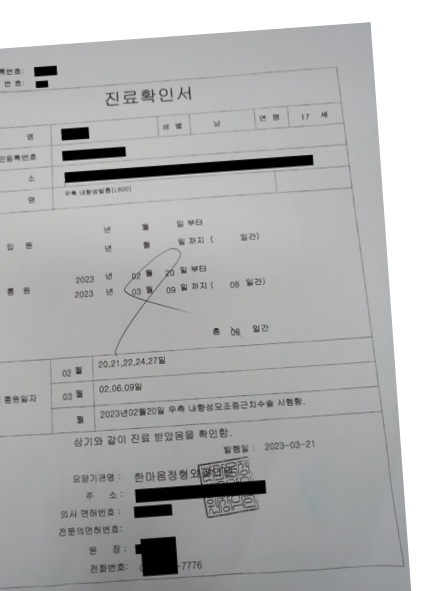 록번호:
번 호:
진료확인서
명 성 별 남 연 령 17 세
민등록번호
소
명 우측 내향성발톱[L600]
년 월 일 부터
입 원 년 월 일 까지 ( 일간)
2023 년 02 월 20 일 부터
통 원 2023 년 03 월 09 일 까지 ( 08 일간)
총 08 일간
02 월 20,21,22,24,27일
통원일자 03 월 02,06,09일
월 2023년02월20일 우측 내향성모조증근치수술 시행함.
상기와 같이 진료 받았음을 확인함.
발행일 : 2023-03-21
요양기관명 : 한마음정형외과의원
주 소 :
의사 면허번호 :
전문의면허번호:
원 장 :
전화번호: ( -7776